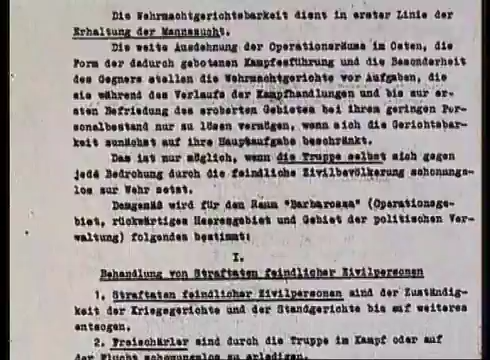 Die Wehrmachtgerichtsbarkeit dient in erster Linie der
Erhaltung der Manneszucht.
Die weite Ausdehnung der Operationsräume im Osten, die
Form der dadurch gebotenen Kampfesführung und die Besonderheit
des Gegners stellen die Wehrmachtgerichte vor Aufgaben, die
sie während des Verlaufs der Kampfhandlungen und bis zur er-
sten Befriedung des eroberten Gebietes bei ihrem geringen Per-
sonalbestand nur zu lösen vermögen, wenn sich die Gerichtsbar-
keit zunächst auf ihre Hauptaufgabe beschränkt.
Das ist nur möglich, wenn die Truppe selbst sich gegen
jede Bedrohung durch die feindliche Zivilbevölkerung schonungs-
los zur Wehr setzt.
Demgemäß wird für den Raum "Barbarossa" (Operationsge-
biet, rückwärtiges Heeresgebiet und Gebiet der politischen Ver-
waltung) folgendes bestimmt:
I.
Behandlung von Straftaten feindlicher Zivilpersonen
1. Straftaten feindlicher Zivilpersonen sind der Zuständig-
keit der Kriegsgerichte und der Standgerichte bis auf weiteres
entzogen.
2. Freischärler sind durch die Truppe im Kampf oder auf
der Flucht schonungslos zu erledigen.